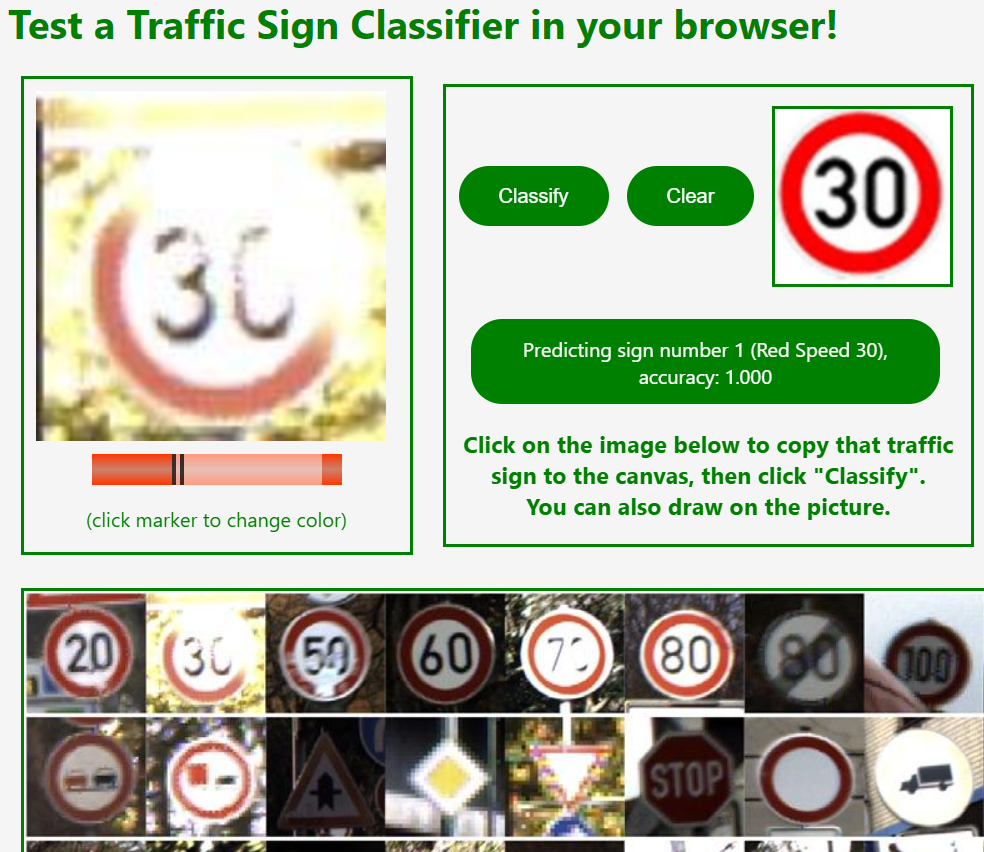 Test a Traffic Sign Classifier in your browser!
30
Classify
Clear
30
Predicting sign number 1 (Red Speed 30),
accuracy: 1.000
Click on the image below to copy that traffic
sign to the canvas, then click "Classify".
You can also draw on the picture.
(click marker to change color)
20
30
50
60
70
80
80
100
STOP